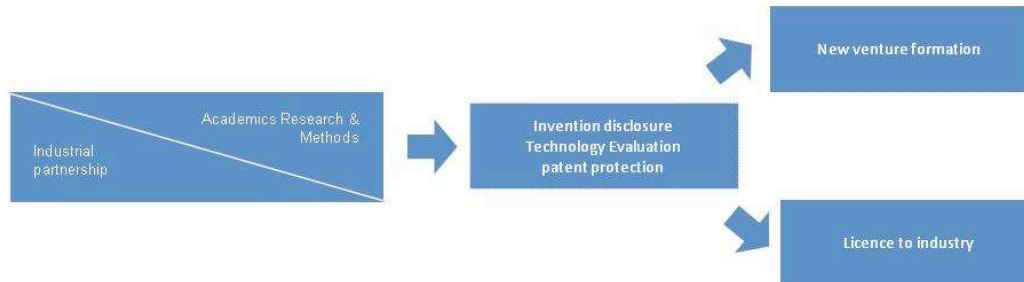 Academics Research &
Methods
Industrial
partnership
Invention disclosure
Technology Evaluation
patent protection
New venture formation
Licence to industry